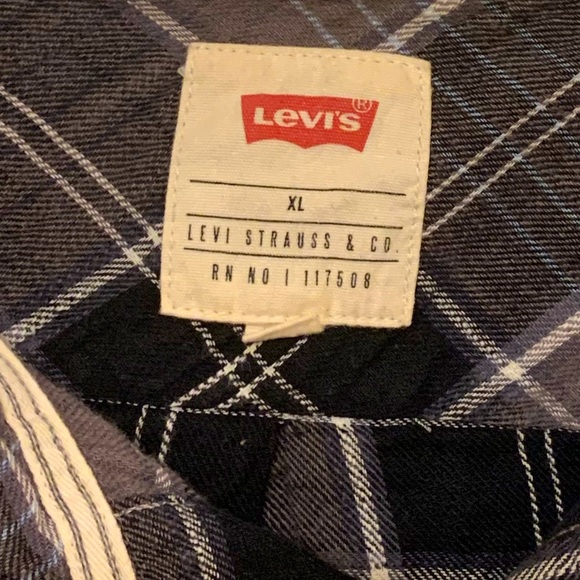 LEVI'S®
XL
LEVI STRAUSS & CO.
RN NO | 117508